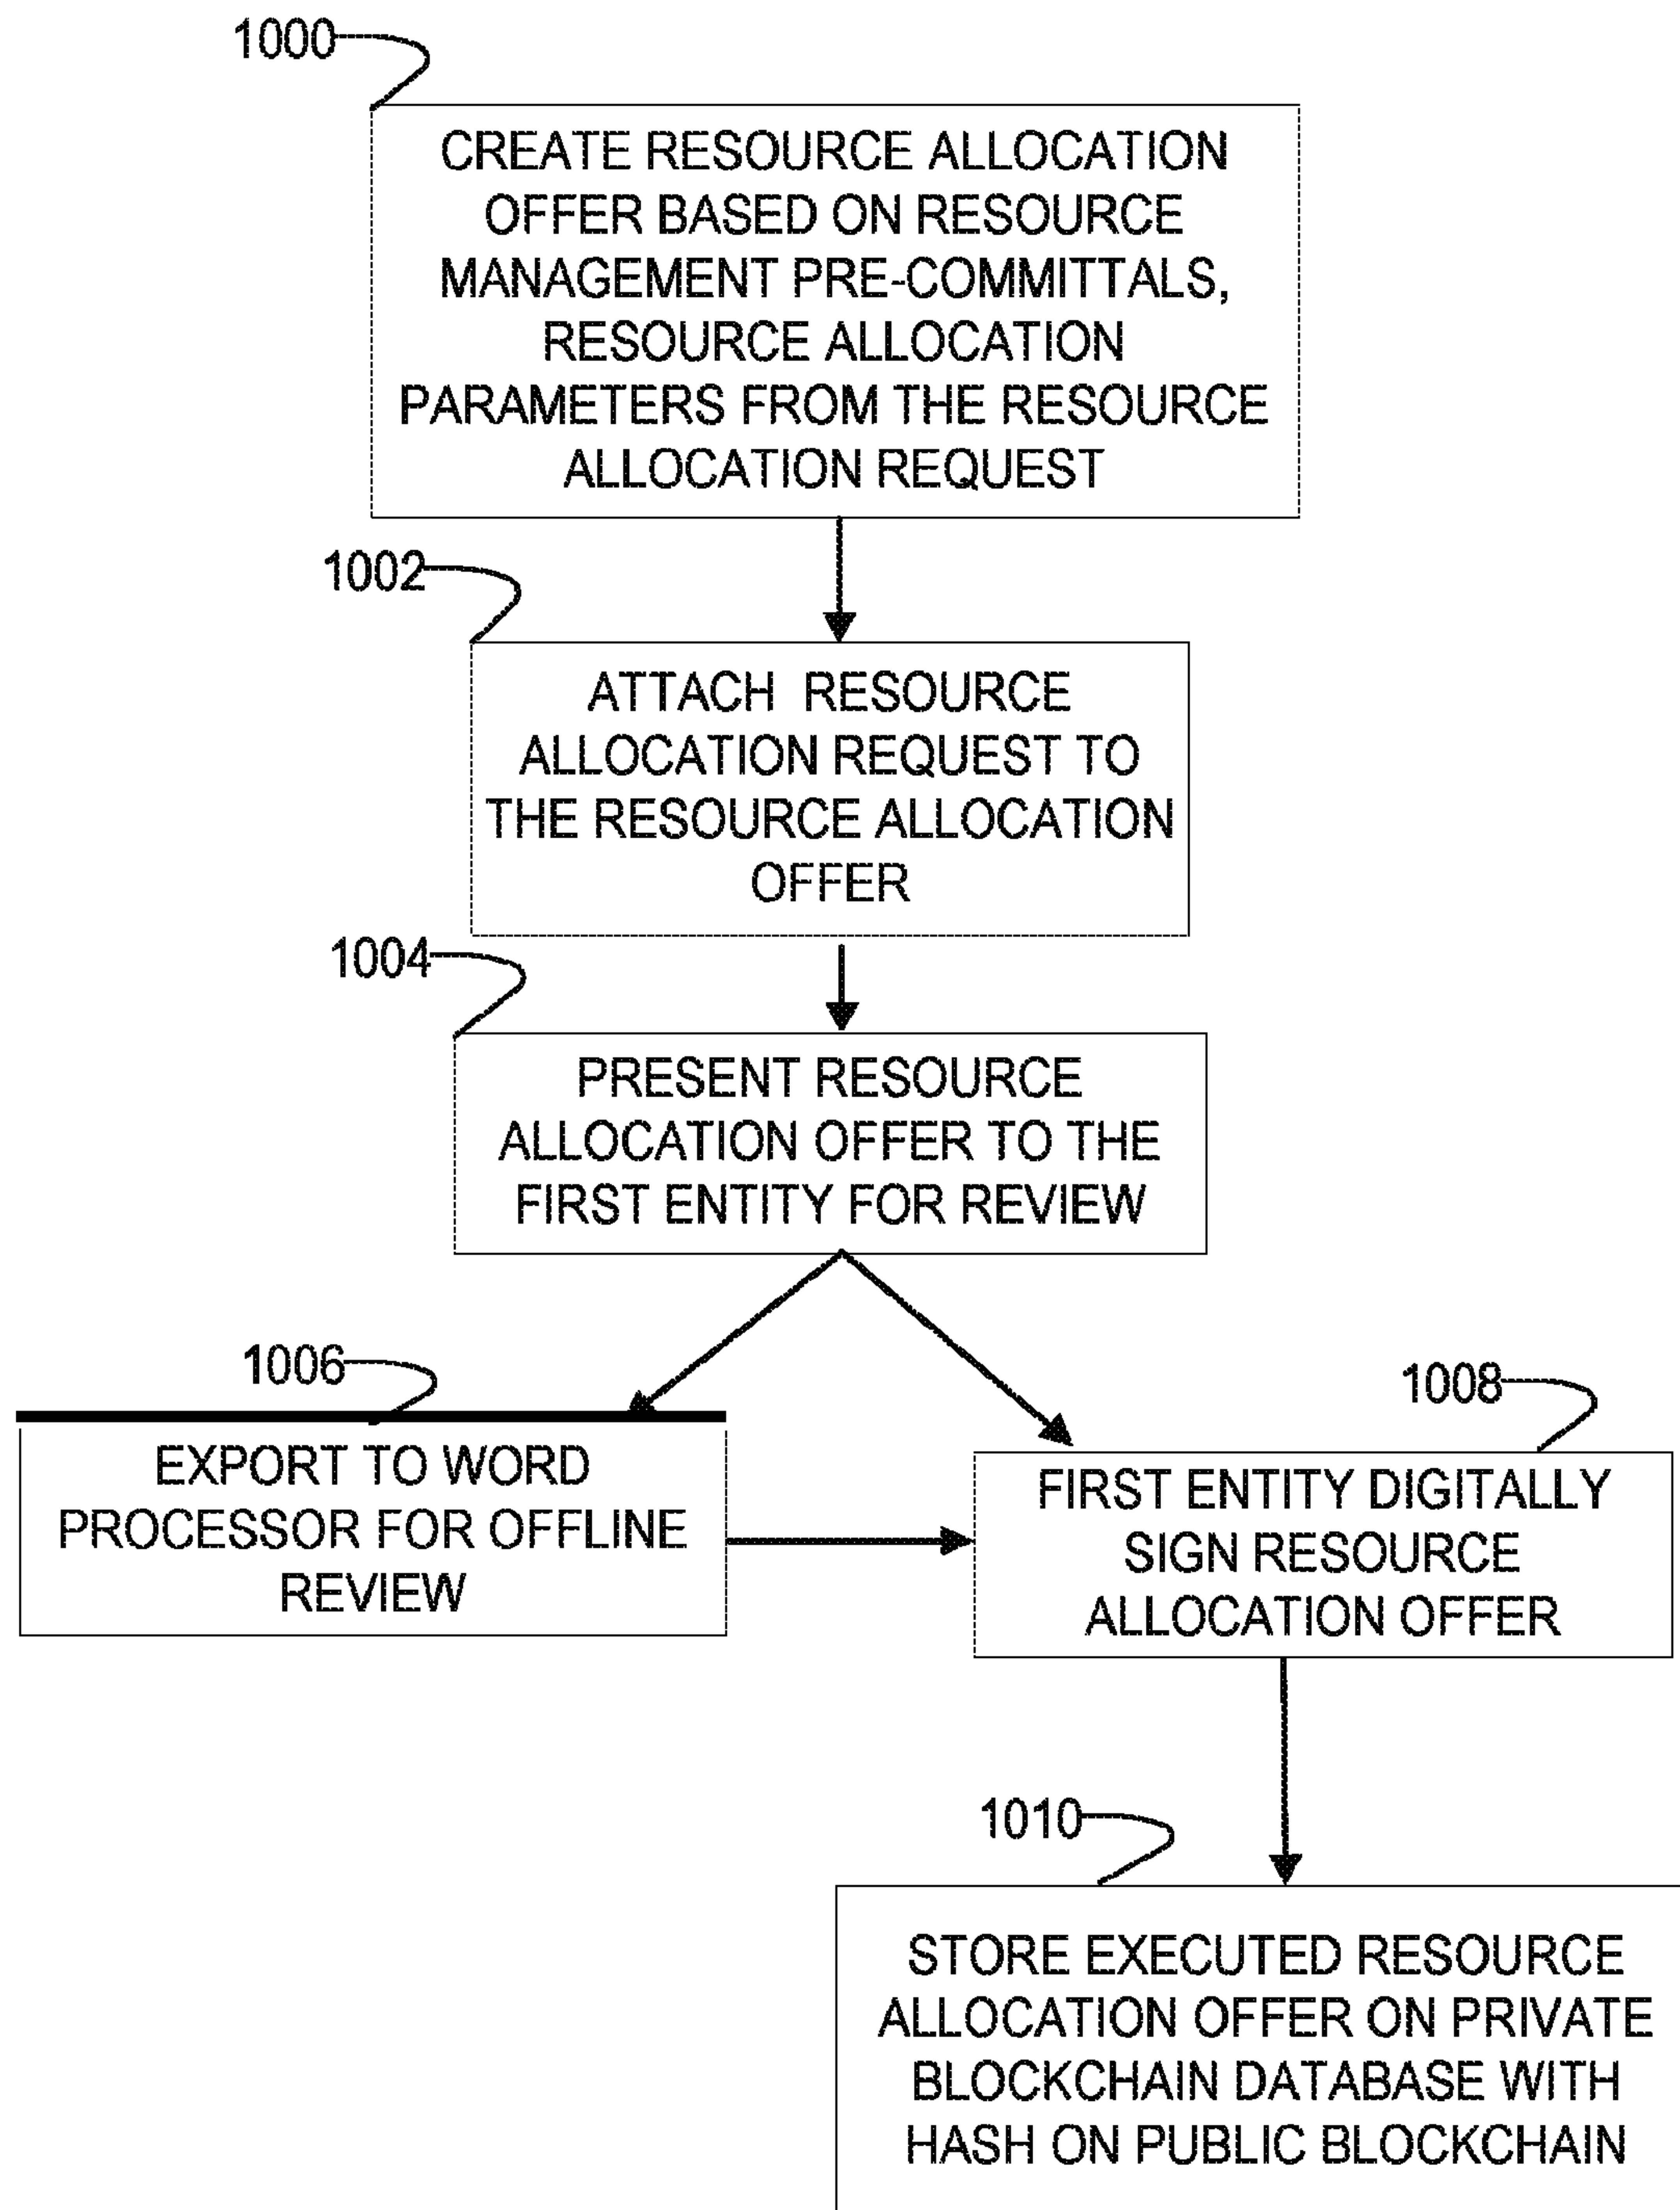 1000
CREATE RESOURCE ALLOCATION
OFFER BASED ON RESOURCE
MANAGEMENT PRE-COMMITTALS,
RESOURCE ALLOCATION
PARAMETERS FROM THE RESOURCE
ALLOCATION REQUEST
1002
ATTACH RESOURCE
ALLOCATION REQUEST TO
THE RESOURCE ALLOCATION
OFFER
1004
PRESENT RESOURCE
ALLOCATION OFFER TO THE
FIRST ENTITY FOR REVIEW
1006
EXPORT TO WORD
PROCESSOR FOR OFFLINE
REVIEW
1008
FIRST ENTITY DIGITALLY
SIGN RESOURCE
ALLOCATION OFFER
1010
STORE EXECUTED RESOURCE
ALLOCATION OFFER ON PRIVATE
BLOCKCHAIN DATABASE WITH
HASH ON PUBLIC BLOCKCHAIN